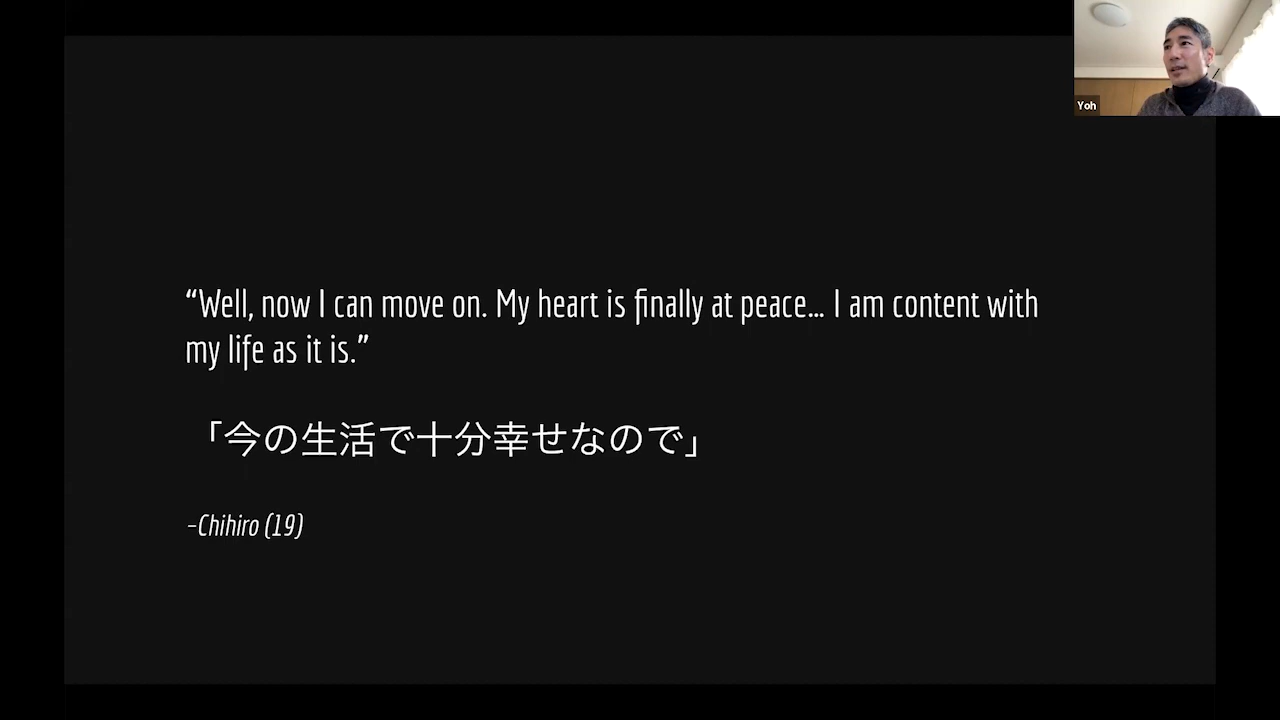 Yoh
“Well, now I can move on. My heart is finally at peace... I am content with
my life as it is.”
「今の生活で十分幸せなので」
–Chihiro (19)